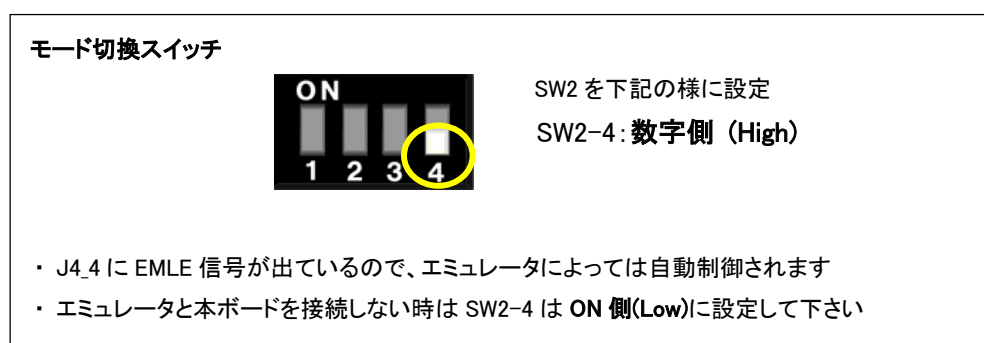 モード切換スイッチ
ON
1 2 3 4
SW2 を下記の様に設定
SW2-4:数字側 (High)
・ J4_4 に EMLE 信号が出ているので、エミュレータによっては自動制御されます
・ エミュレータと本ボードを接続しない時は SW2-4 は ON 側(Low)に設定して下さい